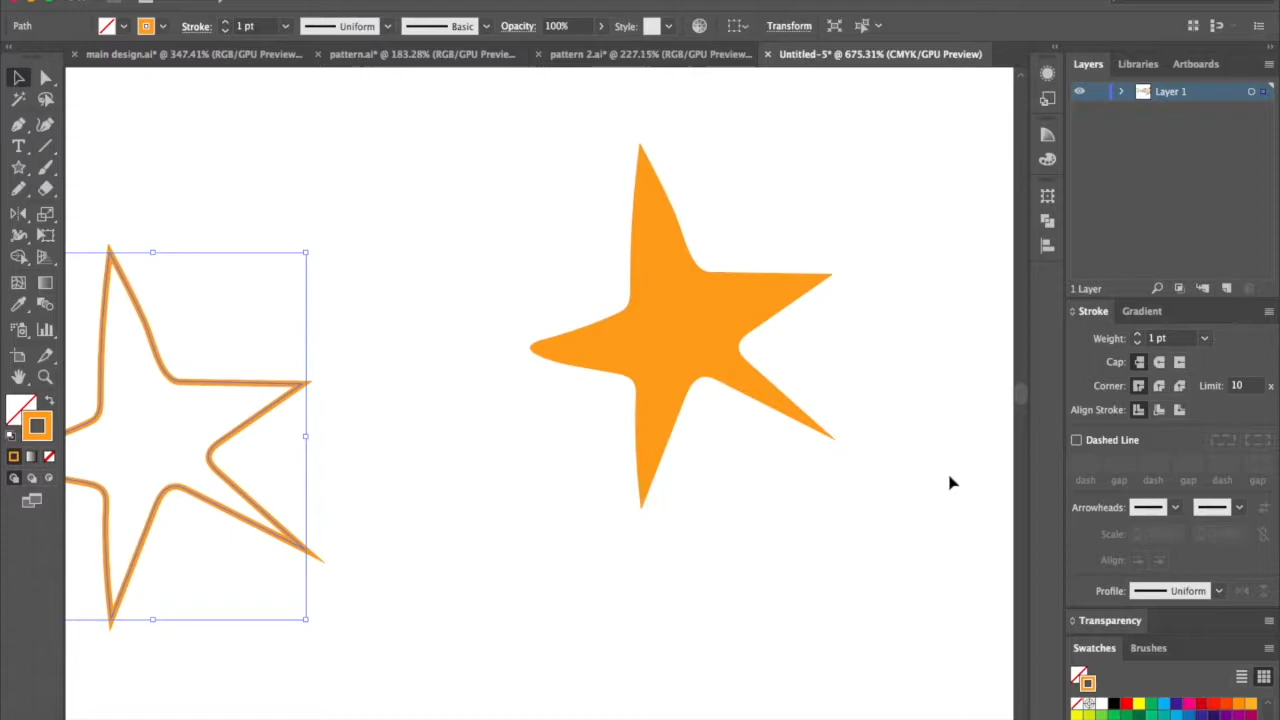 Path Stroke: 1 pt Uniform Basic Opacity: 100% Style: Transform
main design.ai* @ 347.41% (RGB/GPU Preview... pattern.ai* @ 183.28% (RGB/GPU Previe... pattern 2.ai* @ 227.15% (RGB/GPU Preview... Untitled-5* @ 675.31% (CMYK/GPU Preview)
Layers Libraries Artboards
Layer 1
1 Layer
Stroke Gradient
Weight: 1 pt
Cap:
Corner: Limit: 10 x
Align Stroke:
Dashed Line
dash gap dash gap dash gap
Arrowheads:
Scale:
Align:
Profile: Uniform
Transparency
Swatches Brushes